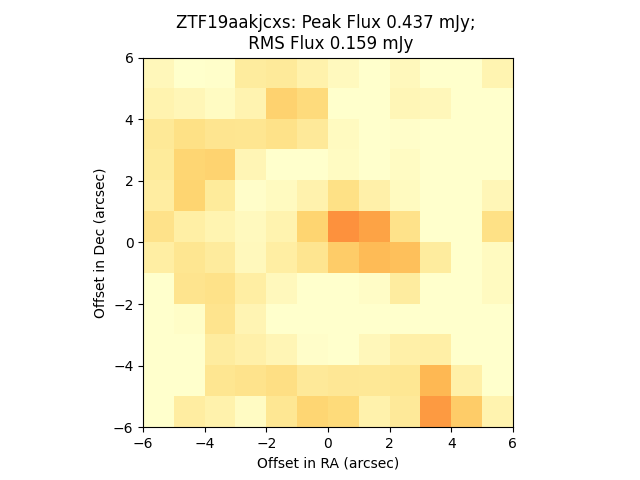 ZTF19aakjcxs: Peak Flux 0.437 mJy;
RMS Flux 0.159 mJy
6
4
2
0
−2
−4
−6
Offset in Dec (arcsec)
−6 −4 −2 0 2 4 6
Offset in RA (arcsec)